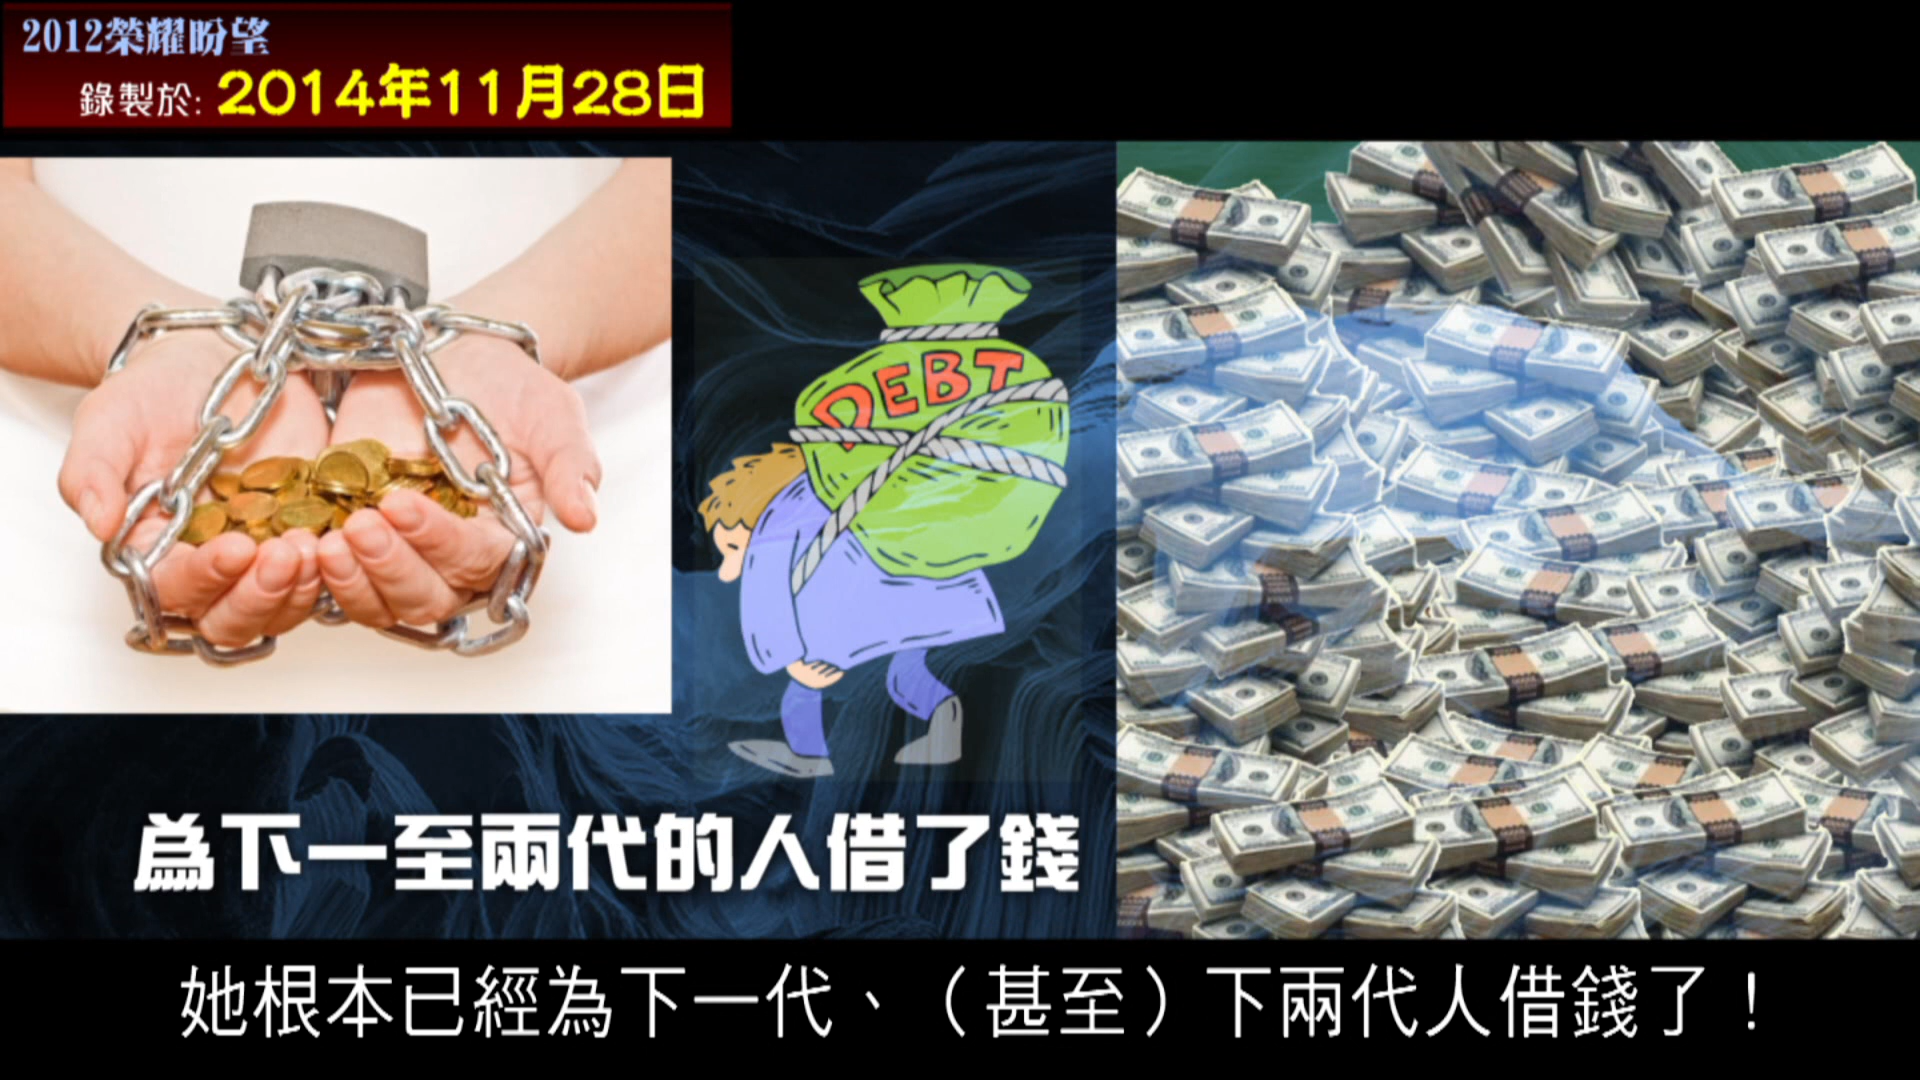 2012榮耀盼望
錄製於: 2014年11月28日
DEBT
爲下一至兩代的人借了錢
她根本已經為下一代、（甚至）下兩代人借錢了！